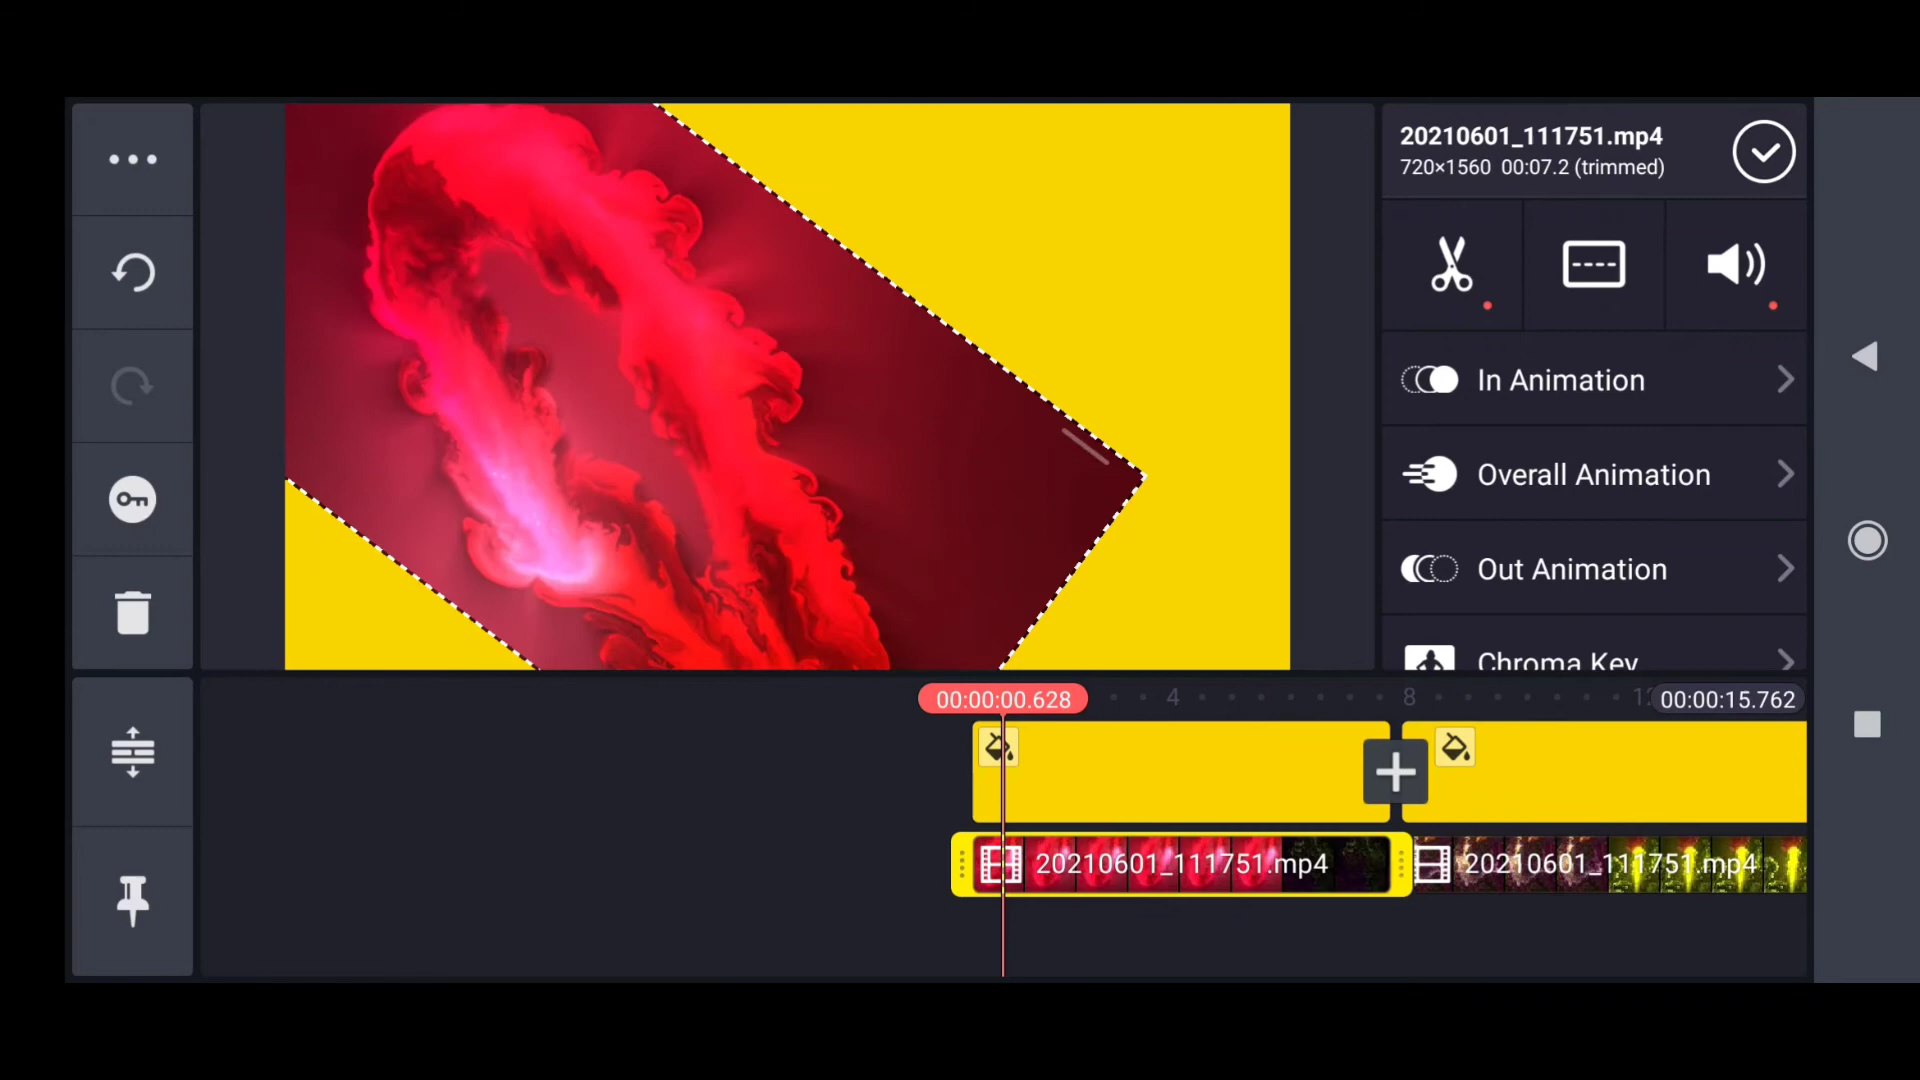 20210601_111751.mp4
720×1560 00:07.2 (trimmed)
In Animation
Overall Animation
Out Animation
Chroma Key
00:00:00.628
4
8
12
00:00:15.762
20210601_111751.mp4
20210601_111751.mp4